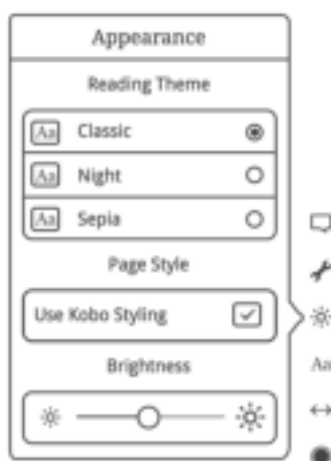 Appearance
Reading Theme
Aa Classic
Aa Night
Aa Sepia
Page Style
Use Kobo Styling
Brightness
Aa